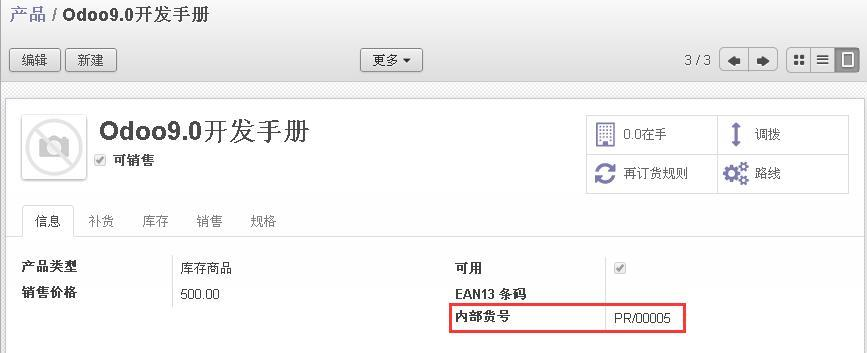 产品 / Odoo9.0开发手册
编辑 新建 更多 3 / 3
Odoo9.0开发手册
可销售
0.0在手 调拨
再订货规则 路线
信息 补货 库存 销售 规格
产品类型 库存商品 可用
销售价格 500.00 EAN13 条码
内部货号 PR/00005